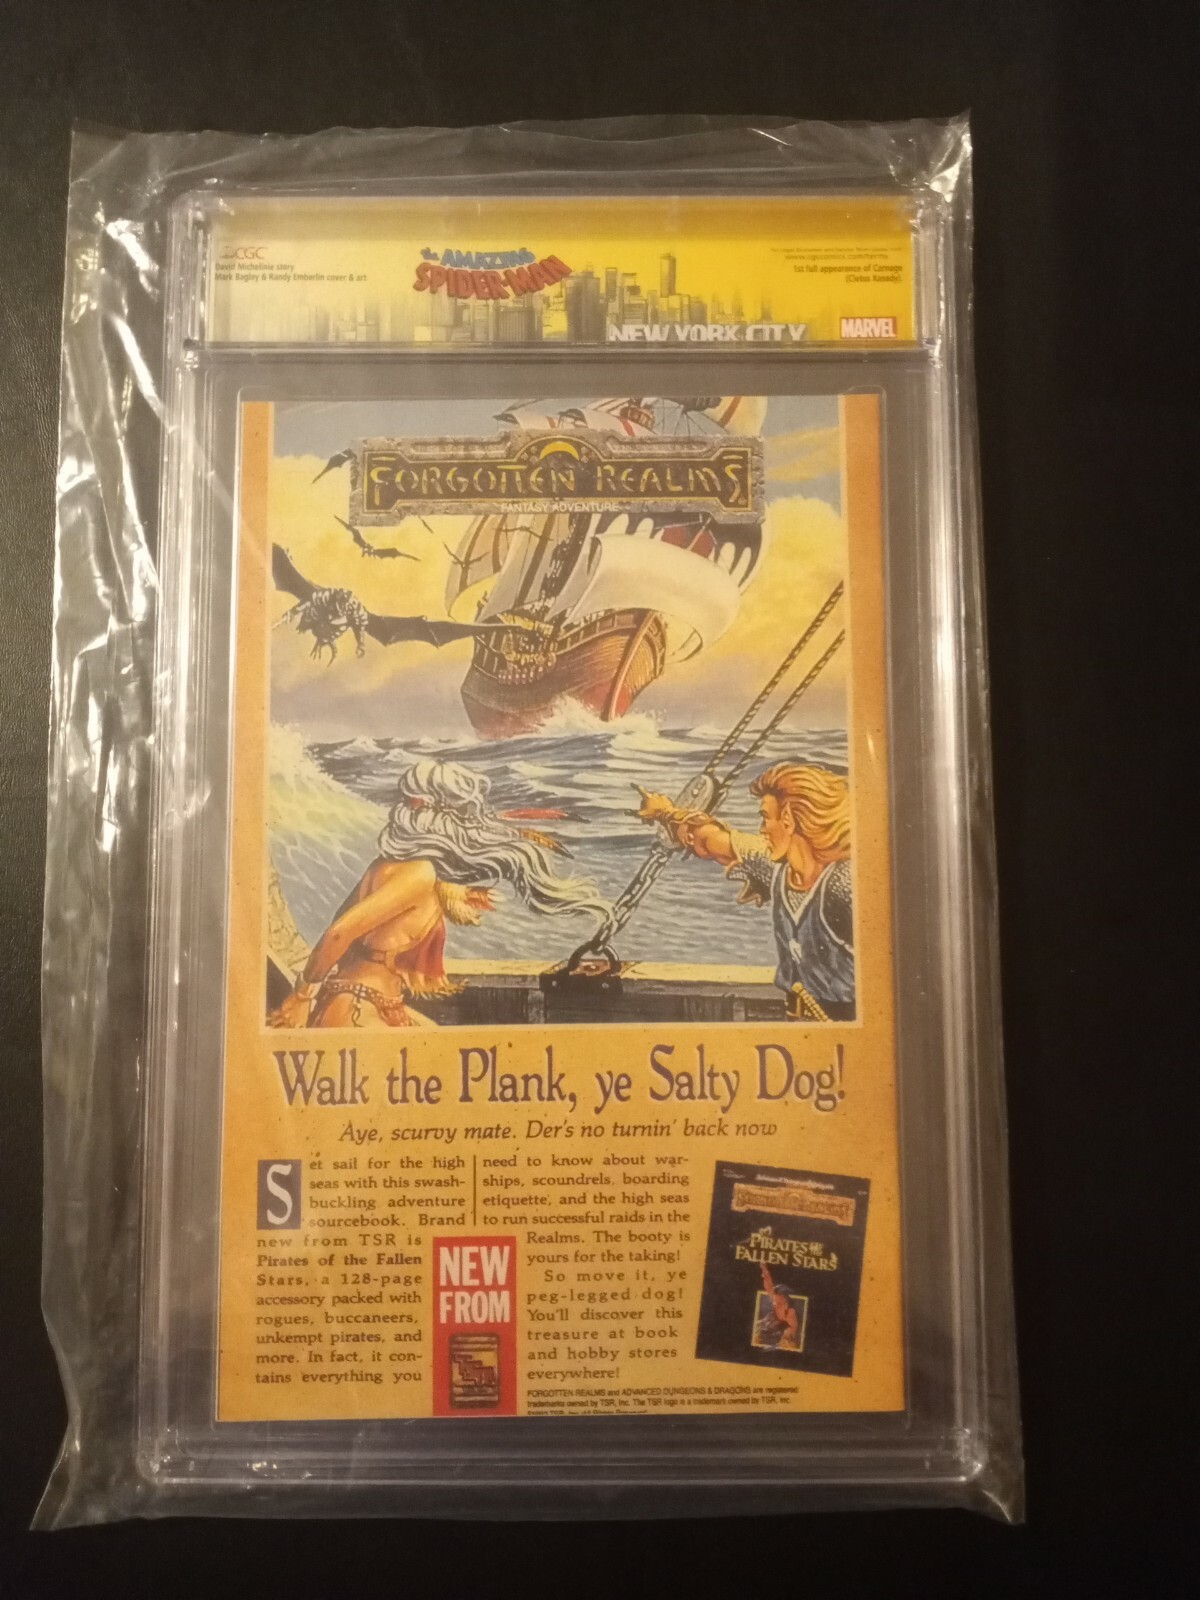 CGC
David Michelinie story
Mark Bagley & Randy Emberlin cover & art
the AMAZING
SPIDER-MAN
NEW YORK CITY
www.cgccomics.com/terms
1st full appearance of Carnage
(Cletus Kasady).
MARVEL
FORGOTTEN REALMS
FANTASY ADVENTURE
Walk the Plank, ye Salty Dog!
Aye, scurvy mate. Der's no turnin' back now
Set sail for the high
seas with this swash-
buckling adventure
sourcebook. Brand
new from TSR is
Pirates of the Fallen
Stars, a 128-page
accessory packed with
rogues, buccaneers,
unkempt pirates, and
more. In fact, it con-
tains everything you
need to know about war-
ships, scoundrels, boarding
etiquette, and the high seas
to run successful raids in the
Realms. The booty is
yours for the taking!
So move it, ye
peg-legged dog!
You'll discover this
treasure at book
and hobby stores
everywhere!
NEW
FROM
TSR
FORGOTTEN REALMS
PIRATES OF THE
FALLEN STARS
FORGOTTEN REALMS and ADVANCED DUNGEONS & DRAGONS are registered
trademarks owned by TSR, Inc. The TSR logo is a trademark owned by TSR, Inc.